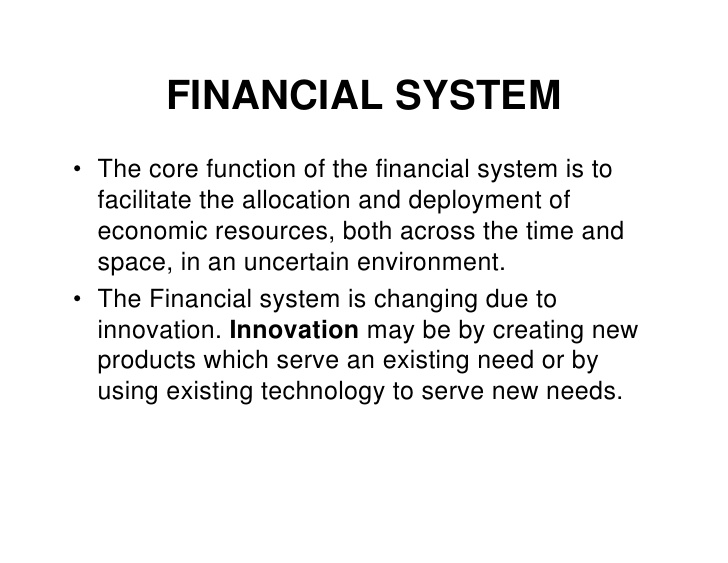 FINANCIAL SYSTEM
• The core function of the financial system is to
facilitate the allocation and deployment of
economic resources, both across the time and
space, in an uncertain environment.
• The Financial system is changing due to
innovation. Innovation may be by creating new
products which serve an existing need or by
using existing technology to serve new needs.